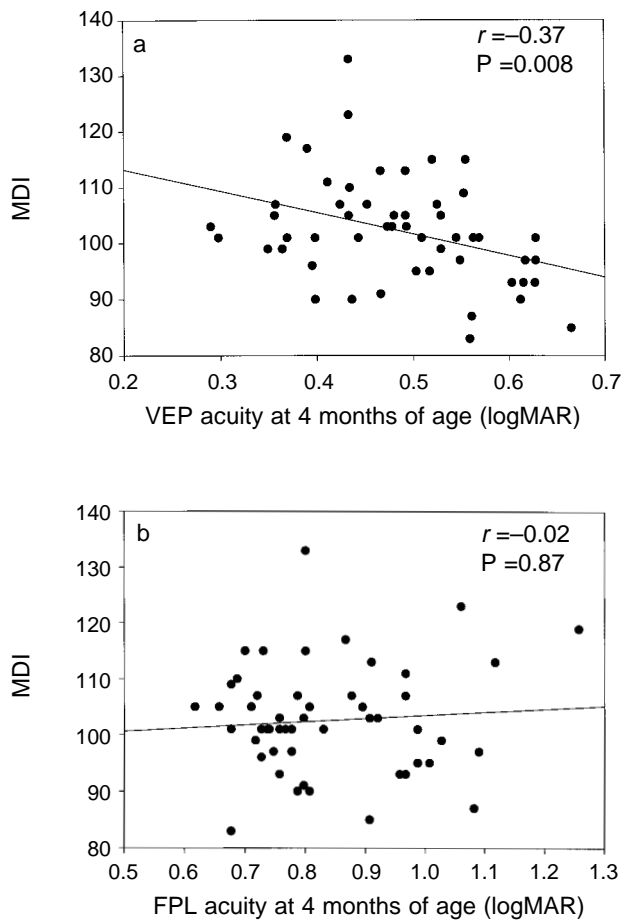 a
r =–0.37
P =0.008
140
130
120
110
100
90
80
MDI
0.2 0.3 0.4 0.5 0.6 0.7
VEP acuity at 4 months of age (logMAR)
b
r =–0.02
P =0.87
140
130
120
110
100
90
80
MDI
0.5 0.6 0.7 0.8 0.9 1.0 1.1 1.2 1.3
FPL acuity at 4 months of age (logMAR)